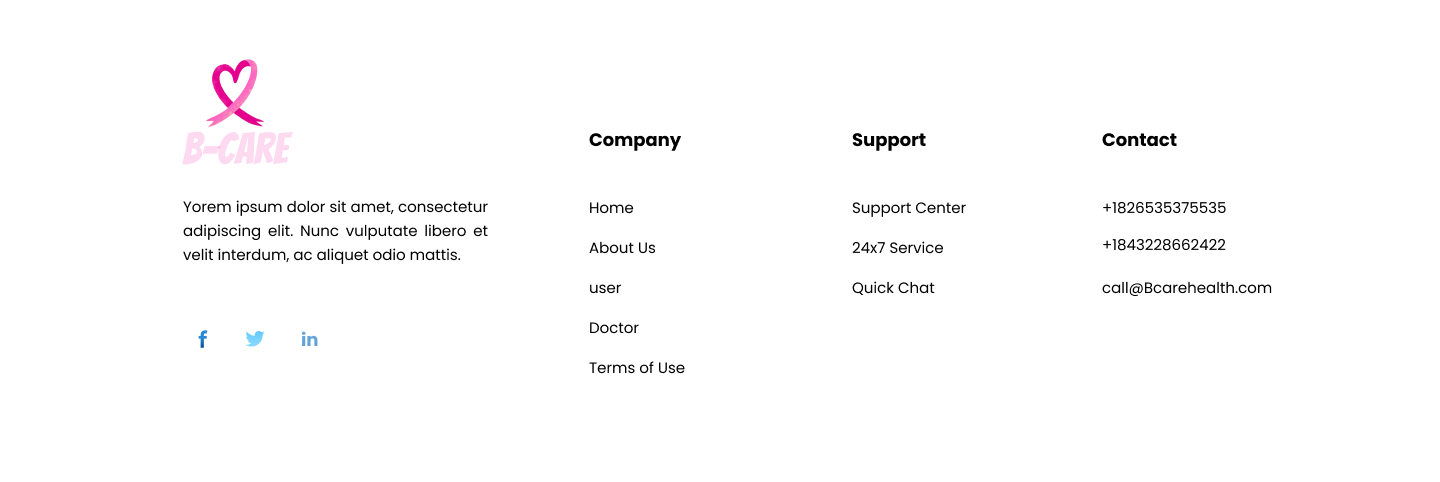 B-CARE
Yorem ipsum dolor sit amet, consectetur
adipiscing elit. Nunc vulputate libero et
velit interdum, ac aliquet odio mattis.
f
in
Company
Home
About Us
user
Doctor
Terms of Use
Support
Support Center
24x7 Service
Quick Chat
Contact
+1826535375535
+1843228662422
call@Bcarehealth.com